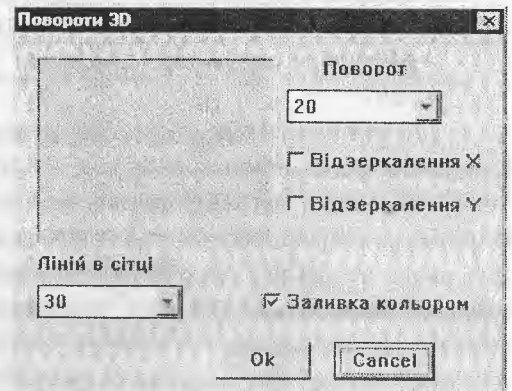 Повороти 3D
Поворот
20
Відзеркалення X
Відзеркалення Y
Ліній в сітці
30
Заливка кольором
Ok
Cancel